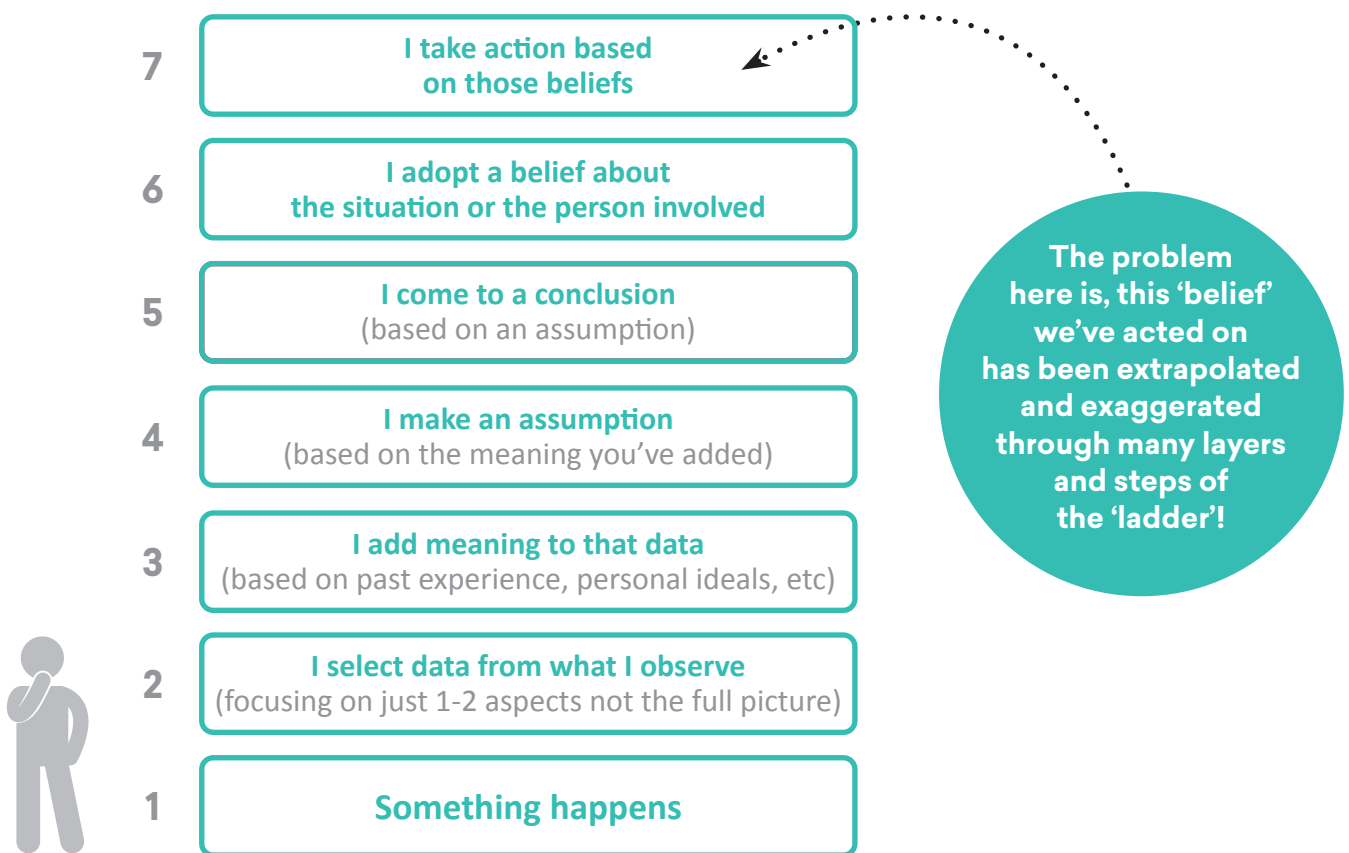 7
I take action based
on those beliefs
6
I adopt a belief about
the situation or the person involved
5
I come to a conclusion
(based on an assumption)
4
I make an assumption
(based on the meaning you’ve added)
3
I add meaning to that data
(based on past experience, personal ideals, etc)
2
I select data from what I observe
(focusing on just 1-2 aspects not the full picture)
1
Something happens
The problem
here is, this ‘belief’
we’ve acted on
has been extrapolated
and exaggerated
through many layers
and steps of
the ‘ladder’!